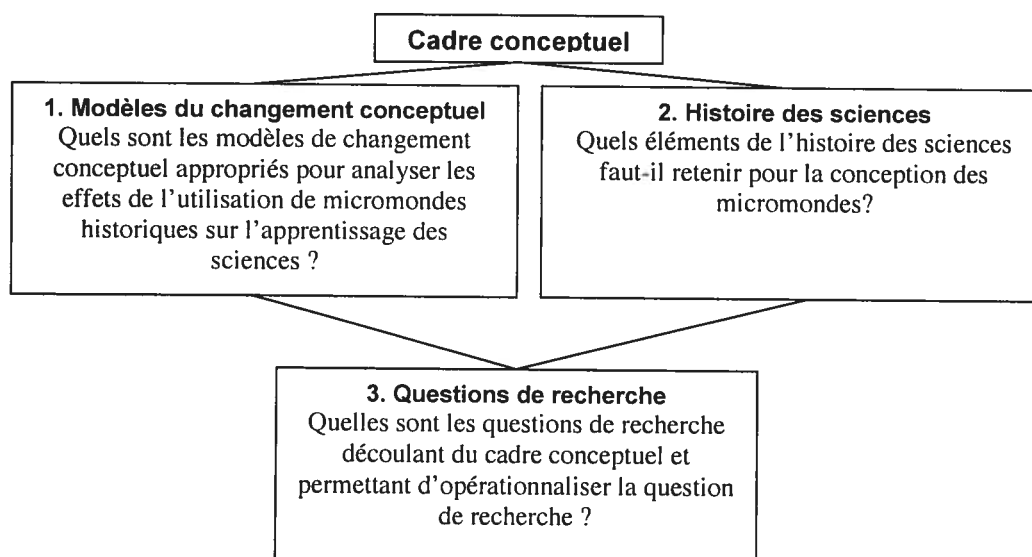 Cadre conceptuel
1. Modèles du changement conceptuel
Quels sont les modèles de changement
conceptuel appropriés pour analyser les
effets de l'utilisation de micromondes
historiques sur l'apprentissage des
sciences ?
2. Histoire des sciences
Quels éléments de l'histoire des sciences
faut-il retenir pour la conception des
micromondes?
3. Questions de recherche
Quelles sont les questions de recherche
découlant du cadre conceptuel et
permettant d'opérationnaliser la question
de recherche ?